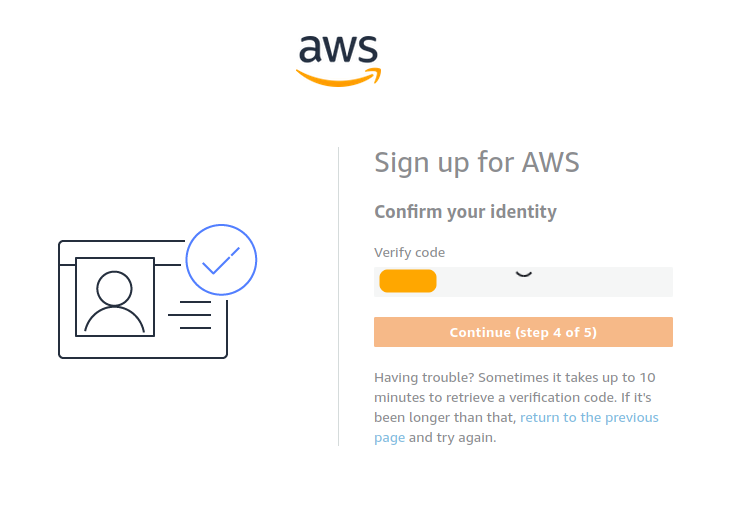 aws
Sign up for AWS
Confirm your identity
Verify code
Continue (step 4 of 5)
Having trouble? Sometimes it takes up to 10
minutes to retrieve a verification code. If it's
been longer than that, return to the previous
page and try again.